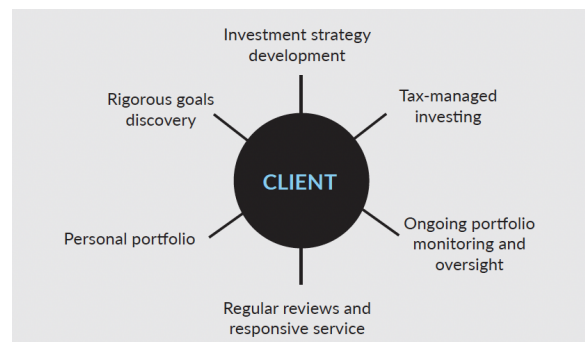 Investment strategy
development
Rigorous goals
discovery
Tax-managed
investing
CLIENT
Personal portfolio
Ongoing portfolio
monitoring and
oversight
Regular reviews and
responsive service